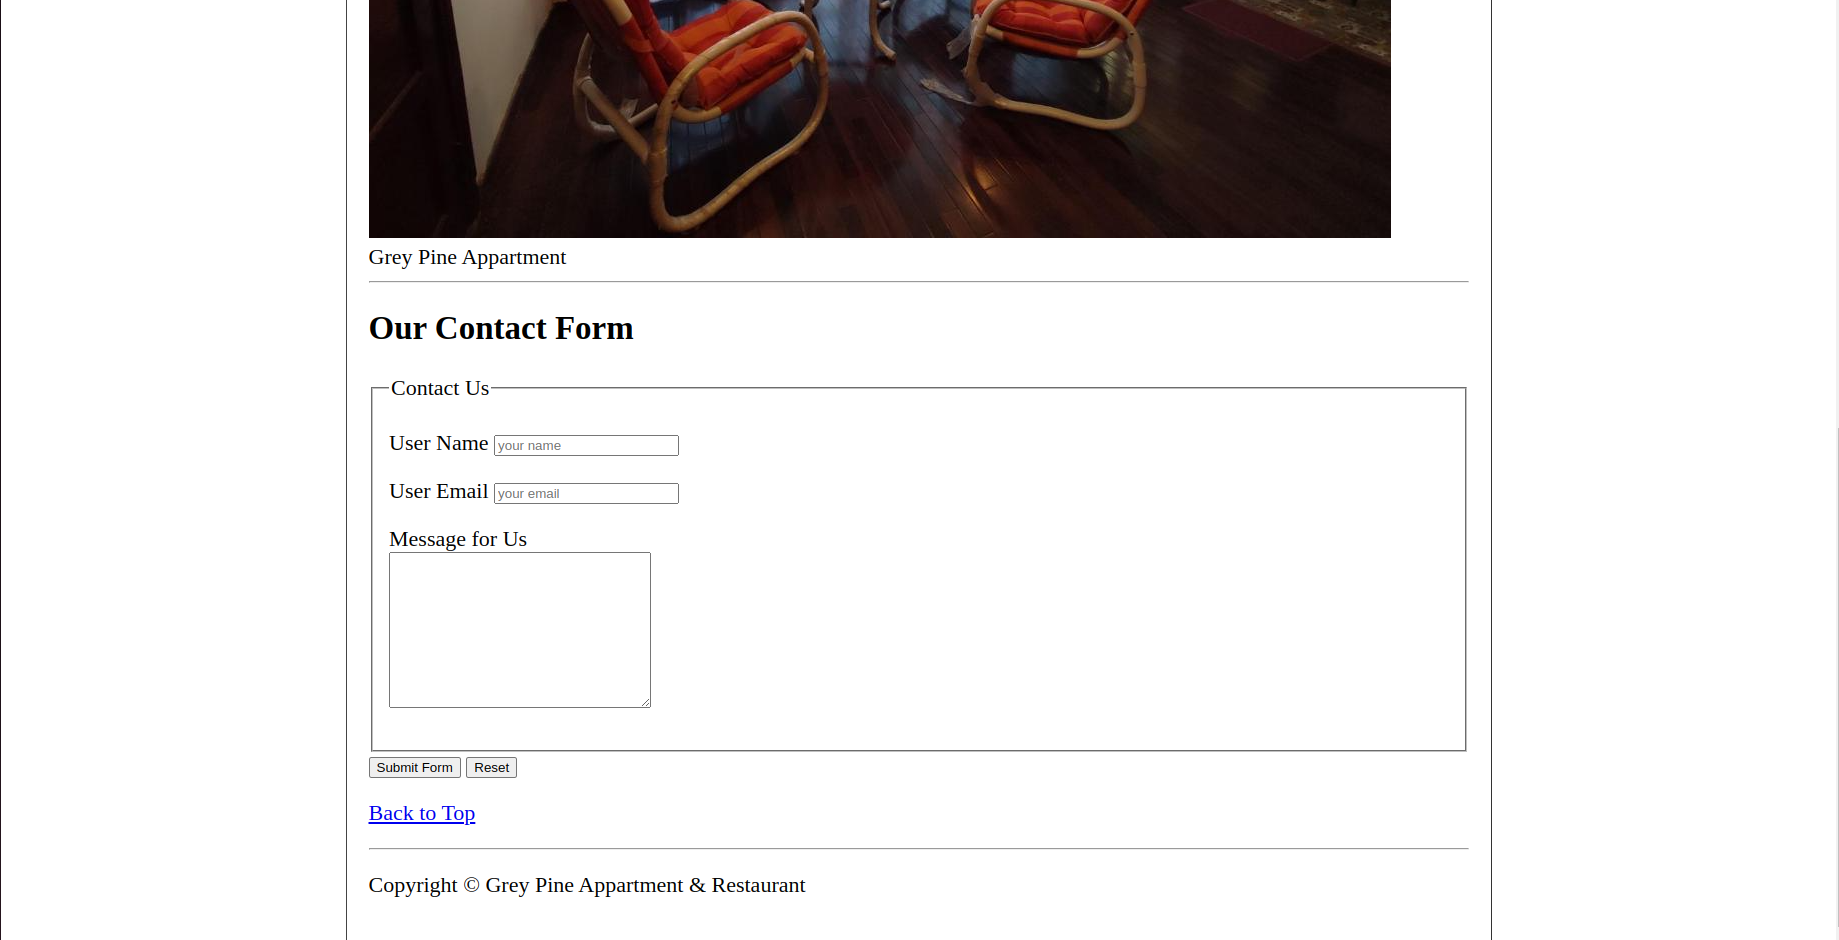 Grey Pine Appartment
Our Contact Form
Contact Us
User Name your name
User Email your email
Message for Us
Submit Form Reset
Back to Top
Copyright © Grey Pine Appartment & Restaurant